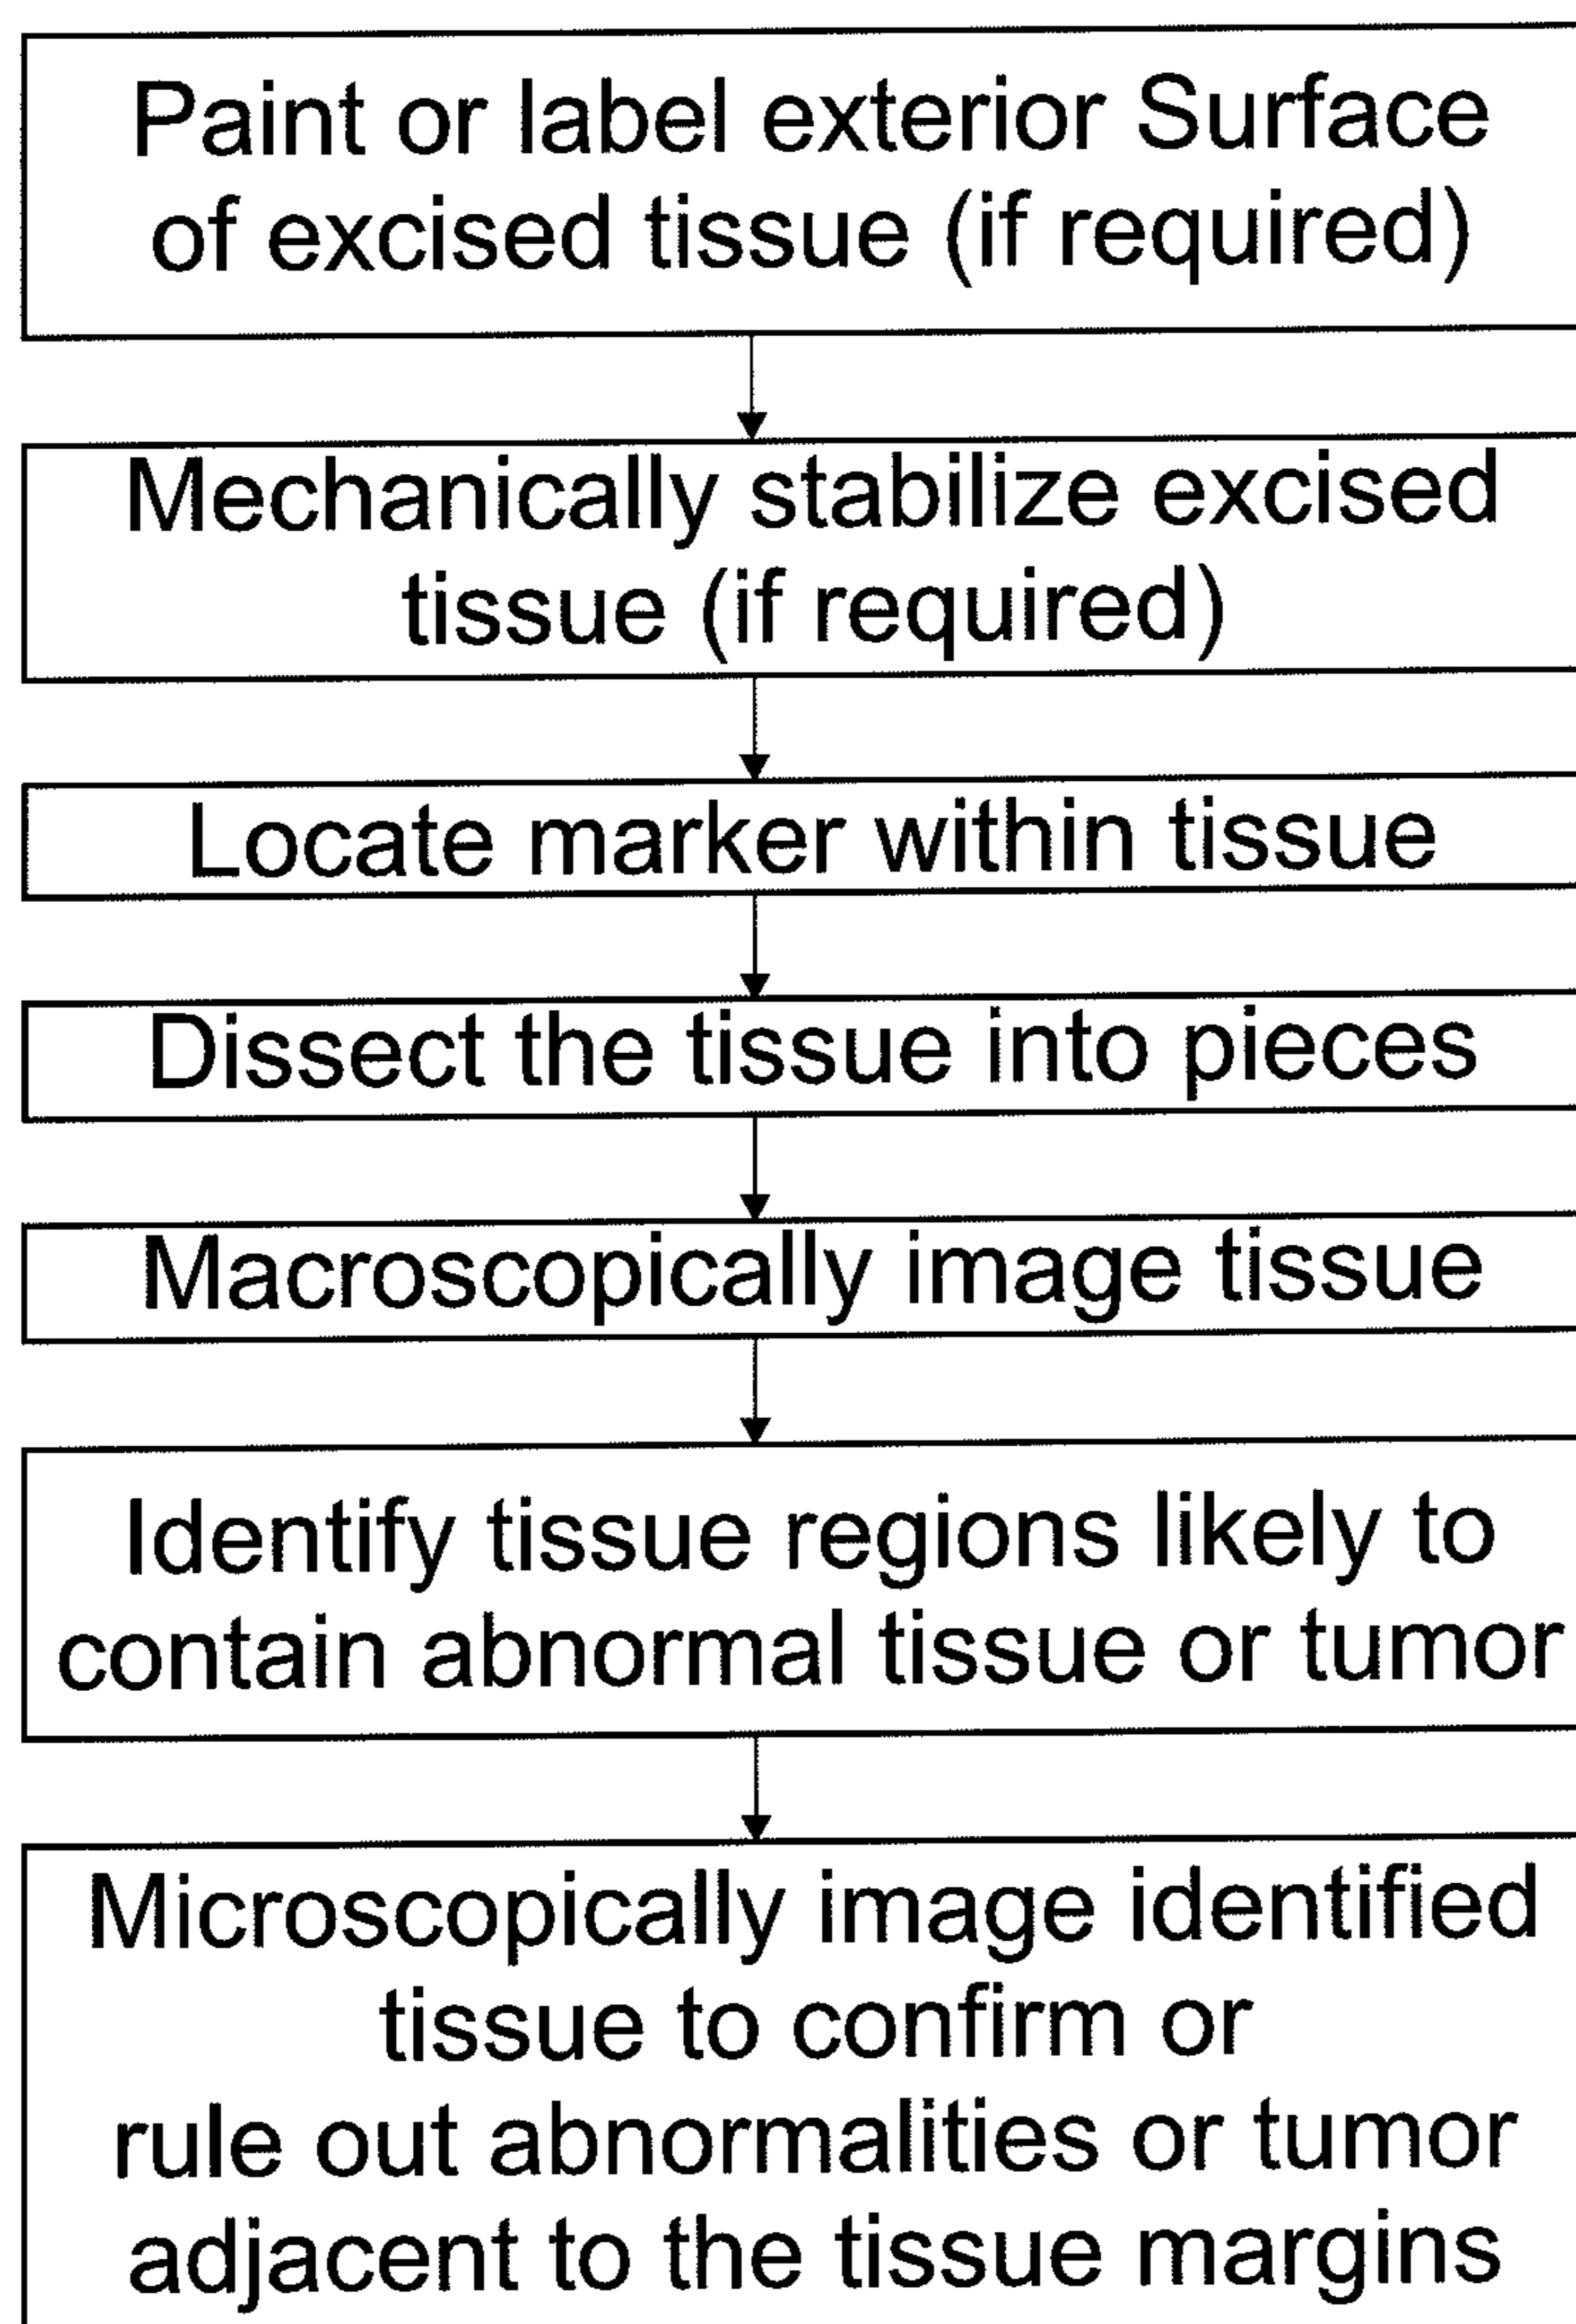 Paint or label exterior Surface
of excised tissue (if required)
Mechanically stabilize excised
tissue (if required)
Locate marker within tissue
Dissect the tissue into pieces
Macroscopically image tissue
Identify tissue regions likely to
contain abnormal tissue or tumor
Microscopically image identified
tissue to confirm or
rule out abnormalities or tumor
adjacent to the tissue margins